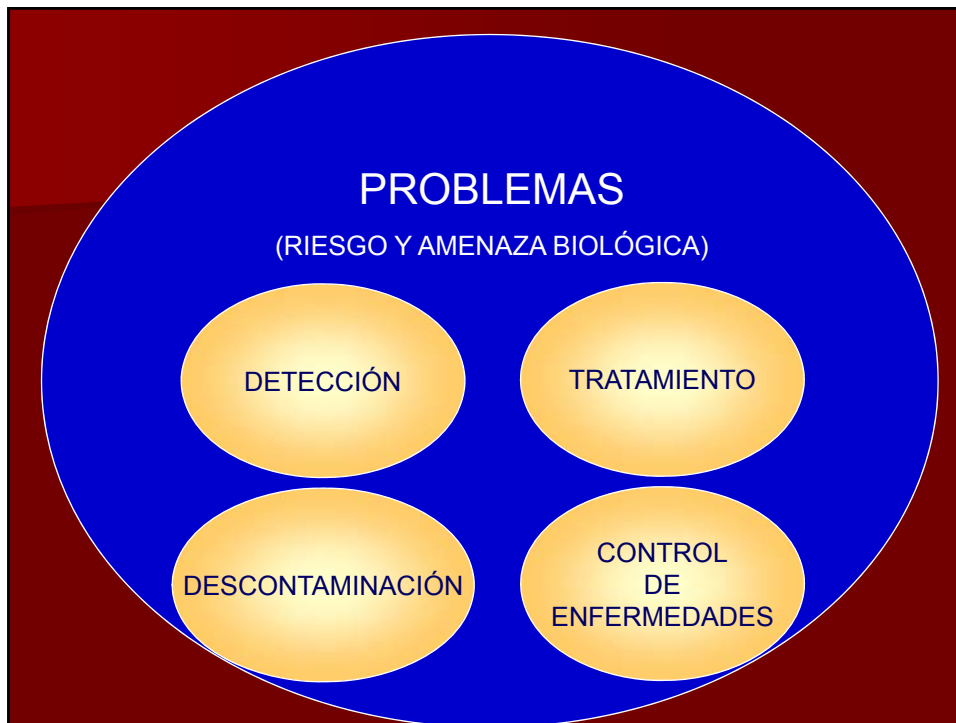 PROBLEMAS
(RIESGO Y AMENAZA BIOLÓGICA)
DETECCIÓN
TRATAMIENTO
DESCONTAMINACIÓN
CONTROL
DE
ENFERMEDADES